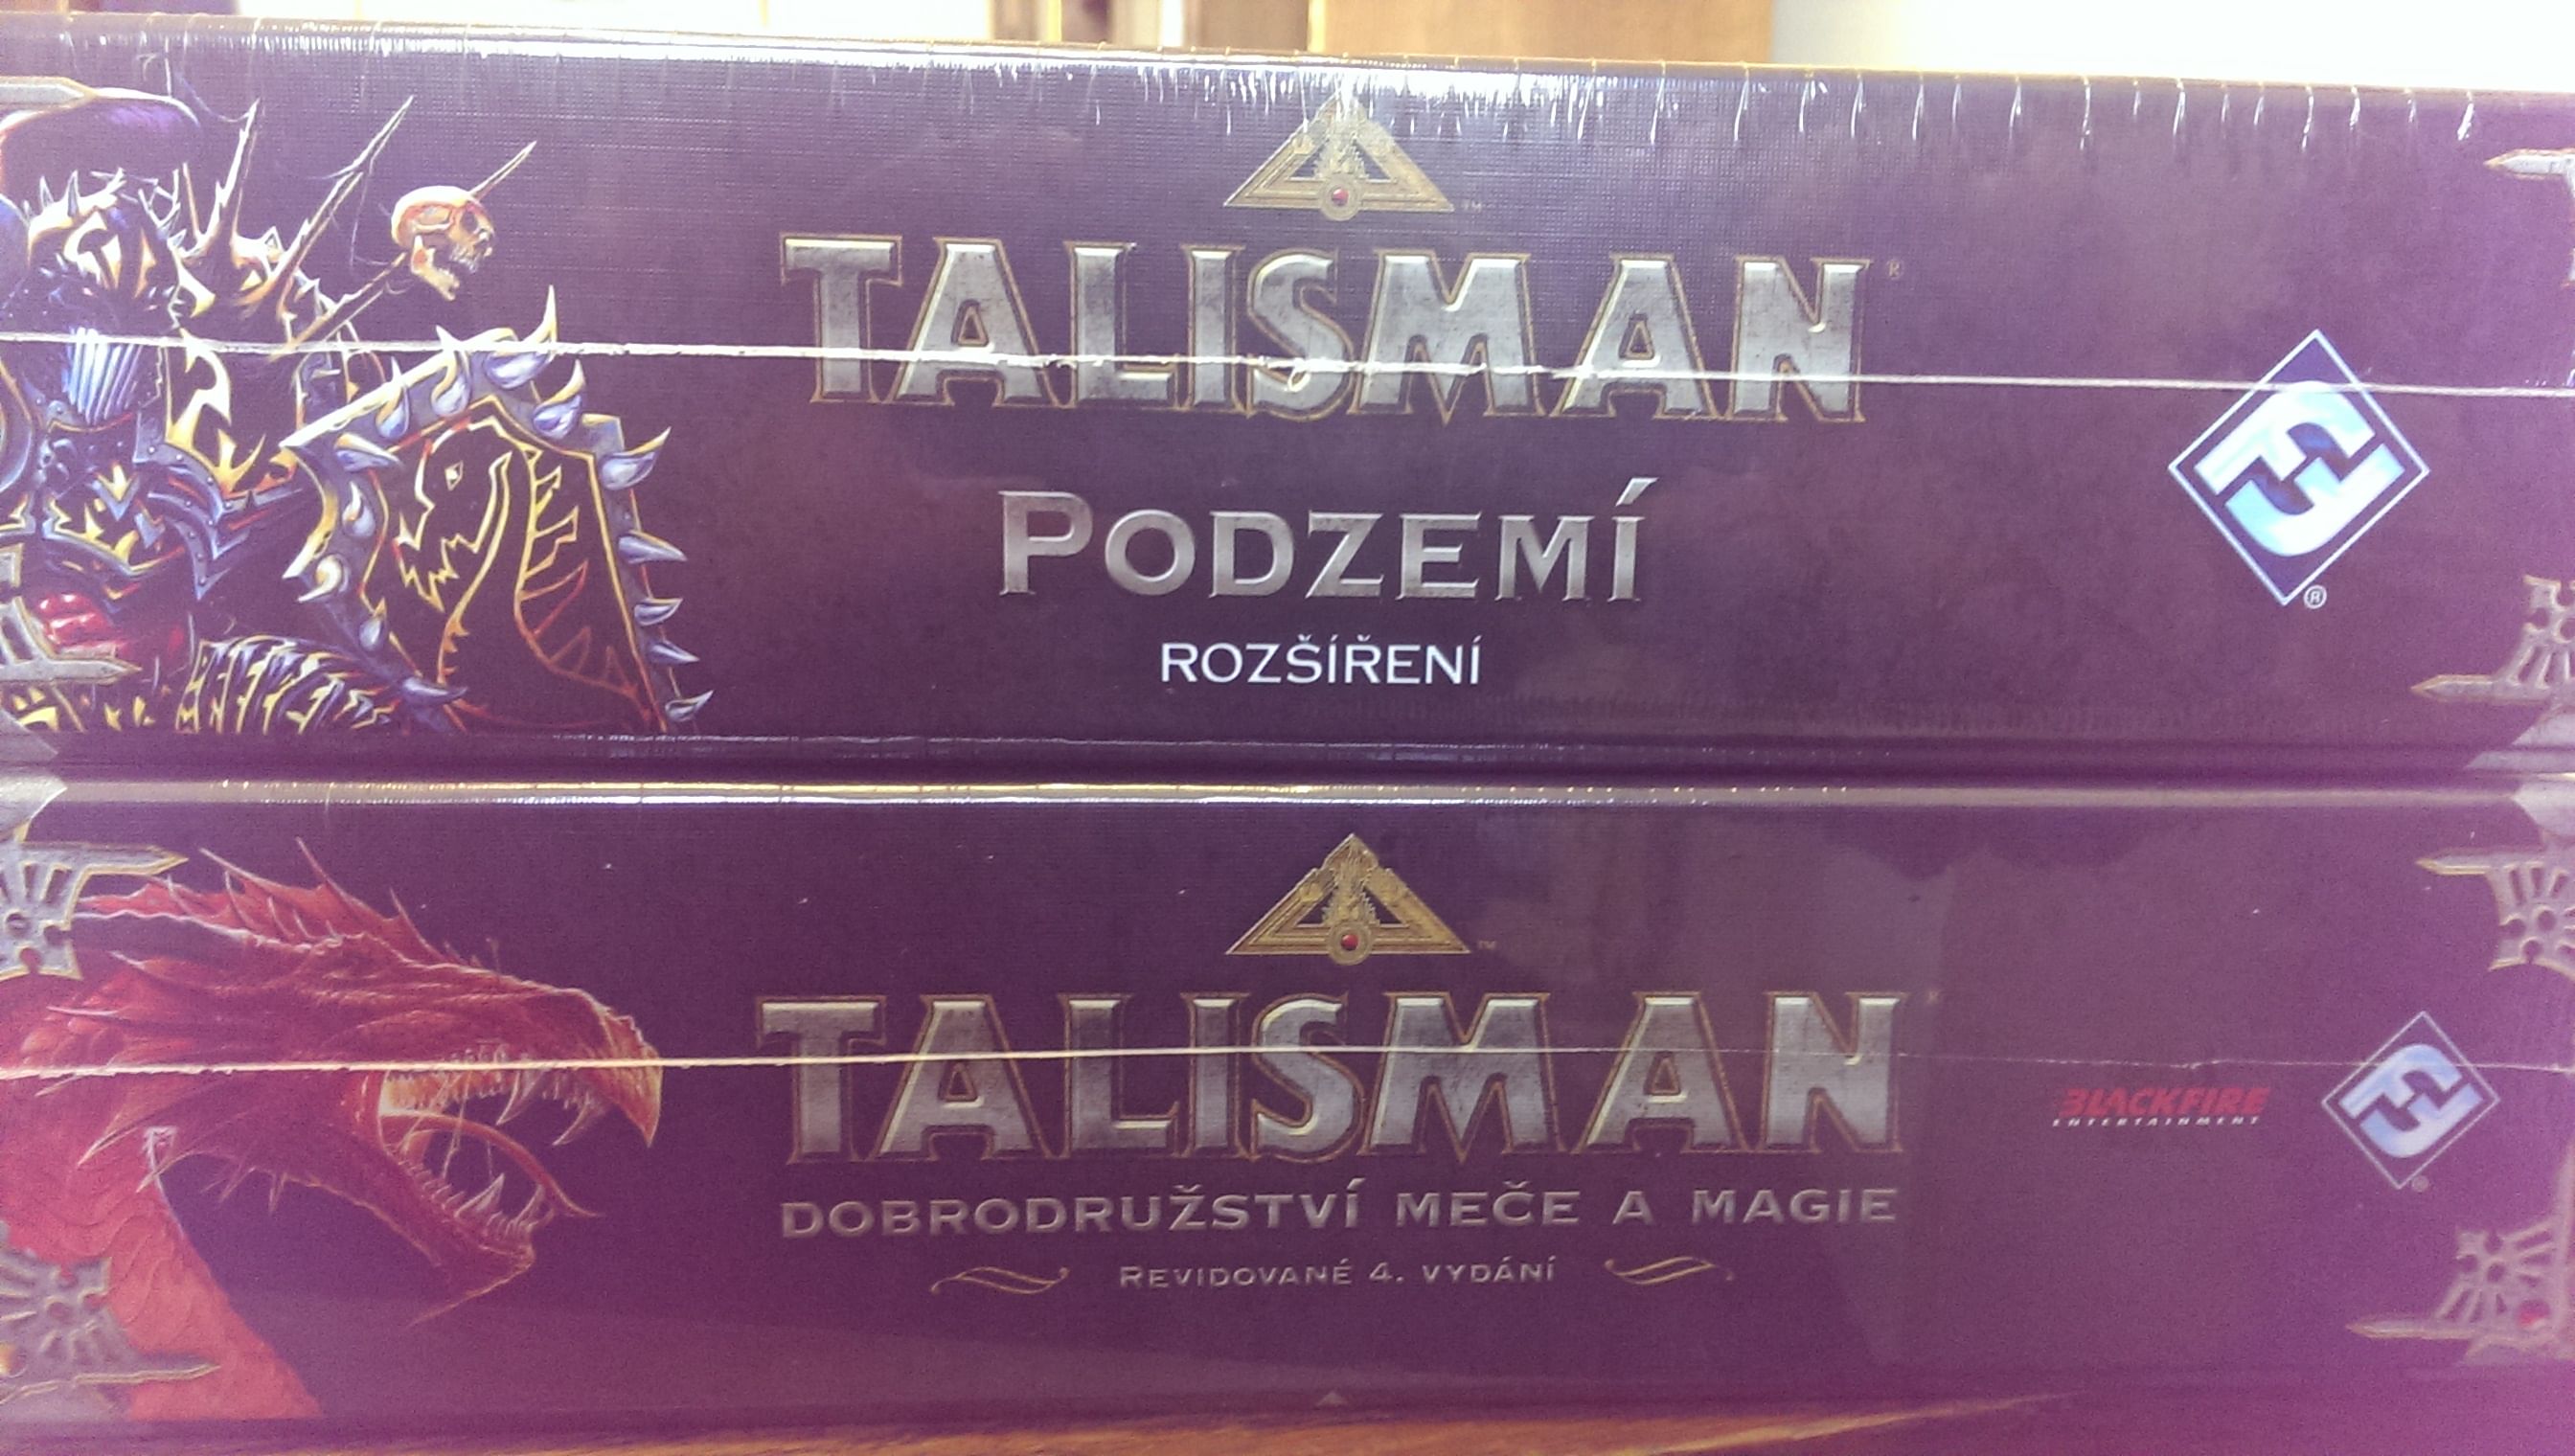 TALISMAN
PODZEMÍ
ROZŠÍŘENÍ
TALISMAN
DOBRODRUŽSTVÍ MEČE A MAGIE
REVIDOVANÉ 4. VYDÁNÍ
BLACKFIRE
ENTERTAINMENT